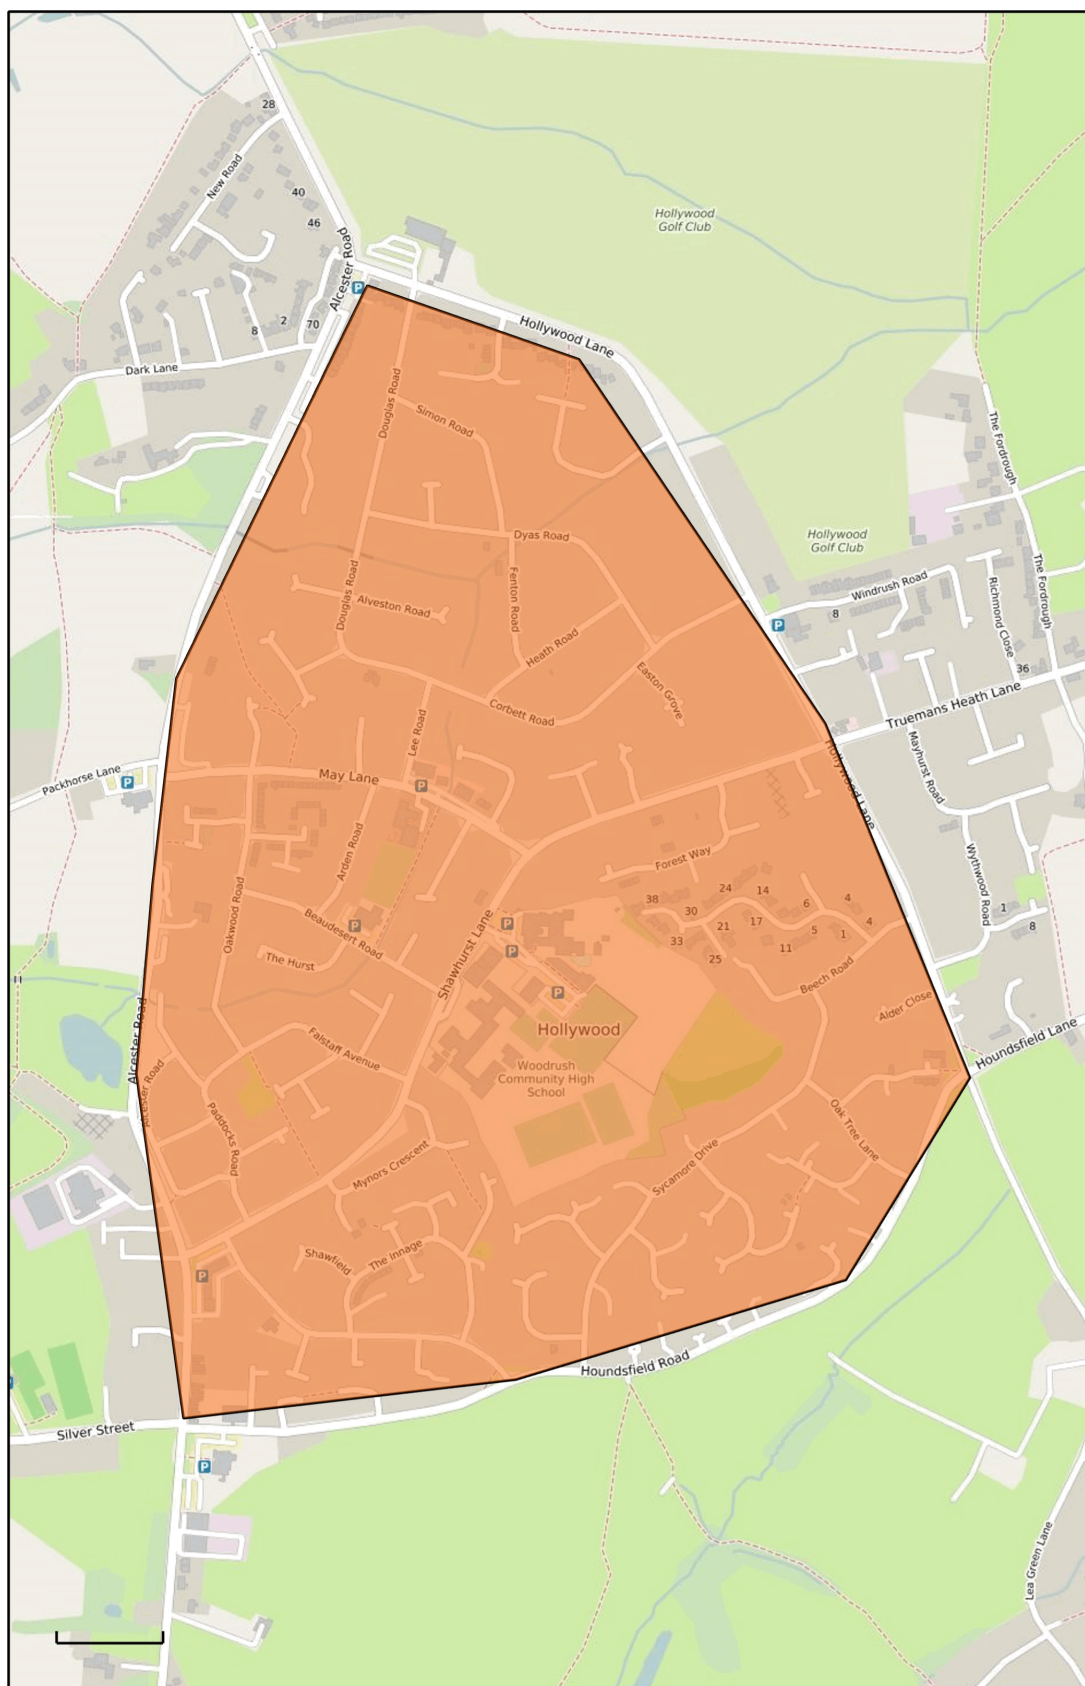 28
New Road
40
46
Hollywood
Golf Club
Alcester Road
P
Hollywood Lane
8
2
70
Dark Lane
Douglas Road
Simon Road
The Fordrough
Dyas Road
Hollywood
Golf Club
The Fordrough
Fenton Road
Windrush Road
8
Richmond Close
Douglas Road
Alveston Road
P
Heath Road
Easton Grove
36
Corbett Road
Truemans Heath Lane
Lee Road
Mayhurst Road
Hollywood Lane
Packhorse Lane
P
May Lane
P
Arden Road
Forest Way
Wythwood Road
Oakwood Road
38
30
24
14
6
4
1
Beaudesert Road
P
Shawhurst Lane
P
33
21
17
5
1
4
8
The Hurst
P
25
11
Beech Road
P
Alder Close
Alcester Road
Falstaff Avenue
Hollywood
Houndsfield Lane
Alcester Road
Woodrush
Community High
School
Paddocks Road
Oak Tree Lane
Mynors Crescent
Sycamore Drive
Shawfield
The Innage
P
Houndsfield Road
Silver Street
P
Lea Green Lane